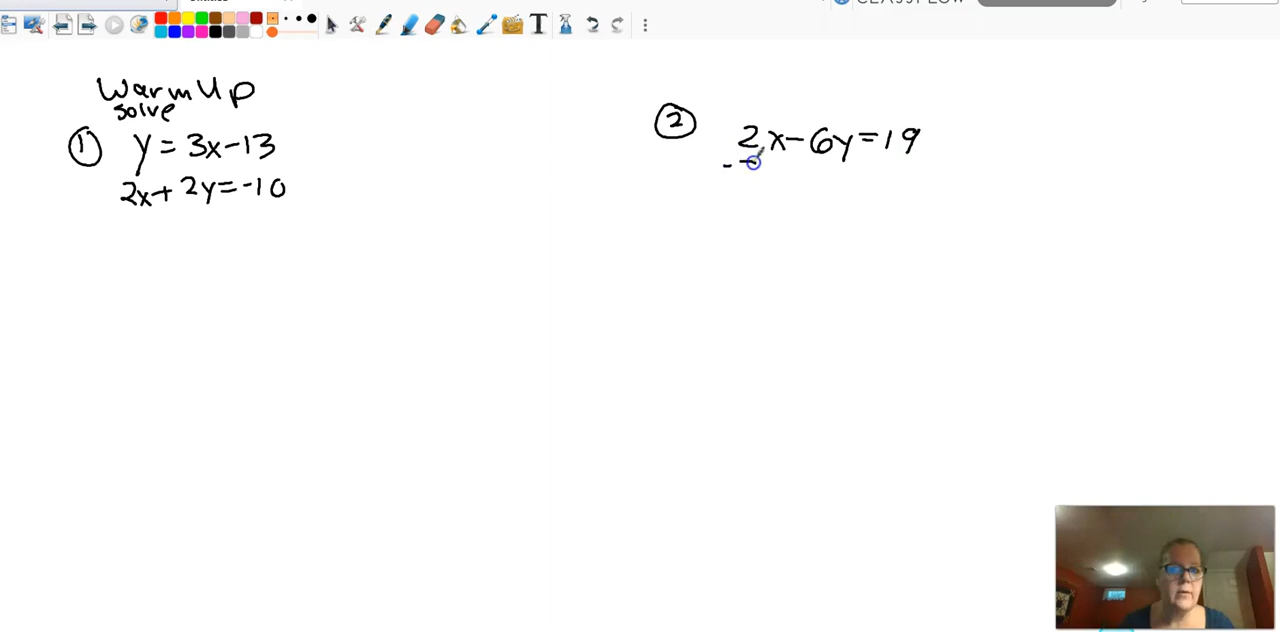 Warm Up
solve
① y = 3x-13
2x+ 2y=-10
② 2x-6y=19